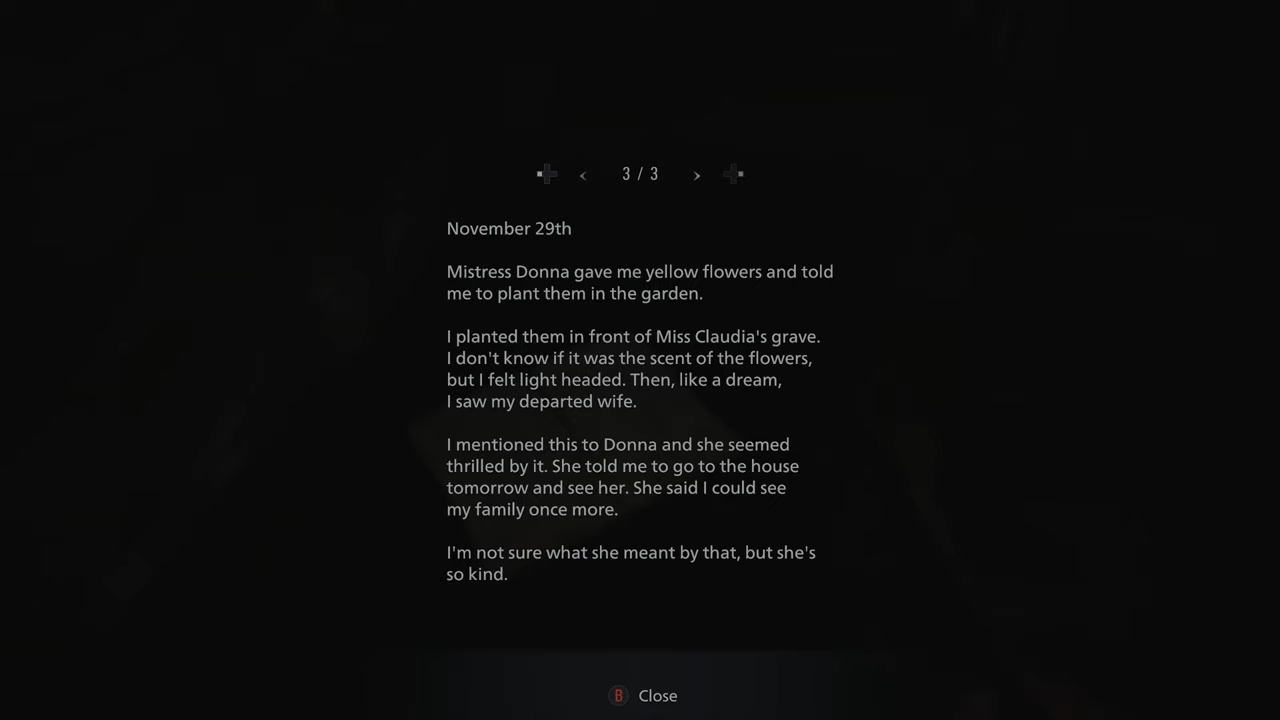 3 / 3
November 29th
Mistress Donna gave me yellow flowers and told
me to plant them in the garden.
I planted them in front of Miss Claudia's grave.
I don't know if it was the scent of the flowers,
but I felt light headed. Then, like a dream,
I saw my departed wife.
I mentioned this to Donna and she seemed
thrilled by it. She told me to go to the house
tomorrow and see her. She said I could see
my family once more.
I'm not sure what she meant by that, but she's
so kind.
B Close